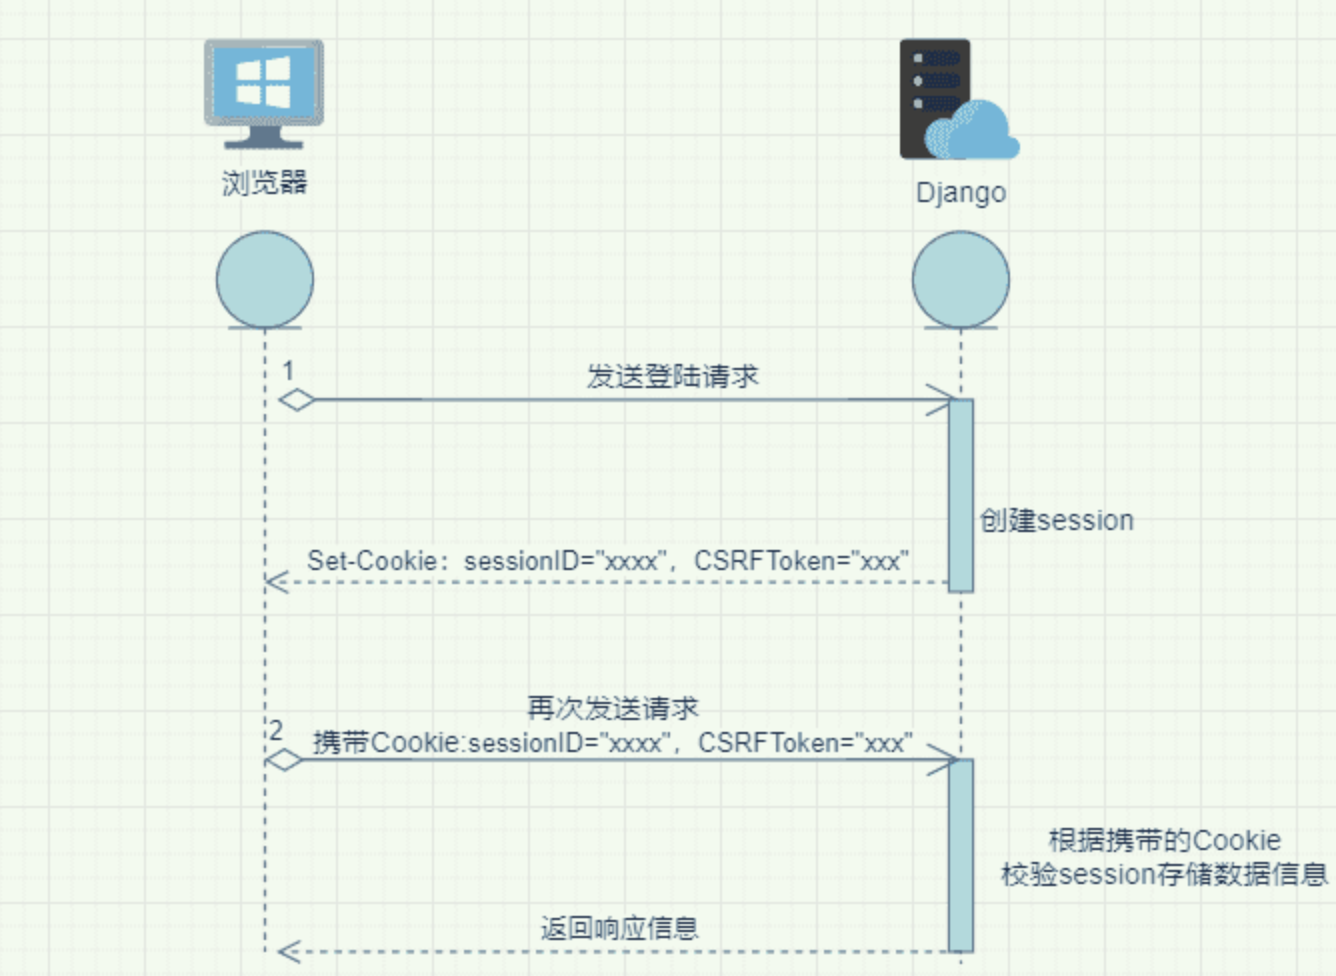 浏览器
Django
1
发送登陆请求
创建session
Set-Cookie：sessionID="xxxx"，CSRFToken="xxx"
再次发送请求
2
携带Cookie:sessionID="xxxx"，CSRFToken="xxx"
根据携带的Cookie
校验session存储数据信息
返回响应信息